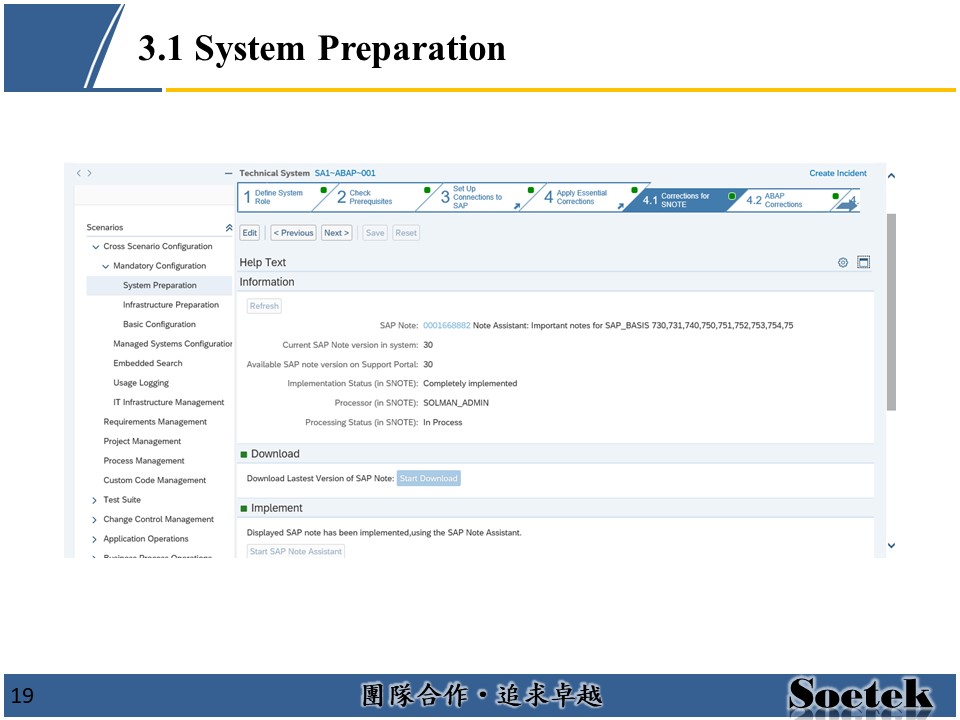 3.1 System Preparation
Technical System SA1~ABAP~001
Create Incident
1 Define System Role
2 Check Prerequisites
3 Set Up Connections to SAP
4 Apply Essential Corrections
4.1 Corrections for SNOTE
4.2 ABAP Corrections
4.
Edit
< Previous
Next >
Save
Reset
Scenarios
Cross Scenario Configuration
Mandatory Configuration
System Preparation
Infrastructure Preparation
Basic Configuration
Managed Systems Configuration
Embedded Search
Usage Logging
IT Infrastructure Management
Requirements Management
Project Management
Process Management
Custom Code Management
Test Suite
Change Control Management
Application Operations
Business Process Operations
Help Text
Information
Refresh
SAP Note: 0001668882 Note Assistant: Important notes for SAP_BASIS 730,731,740,750,751,752,753,754,75
Current SAP Note version in system: 30
Available SAP note version on Support Portal: 30
Implementation Status (in SNOTE): Completely implemented
Processor (in SNOTE): SOLMAN_ADMIN
Processing Status (in SNOTE): In Process
Download
Download Lastest Version of SAP Note: Start Download
Implement
Displayed SAP note has been implemented,using the SAP Note Assistant.
Start SAP Note Assistant
19
團隊合作・追求卓越
Soetek